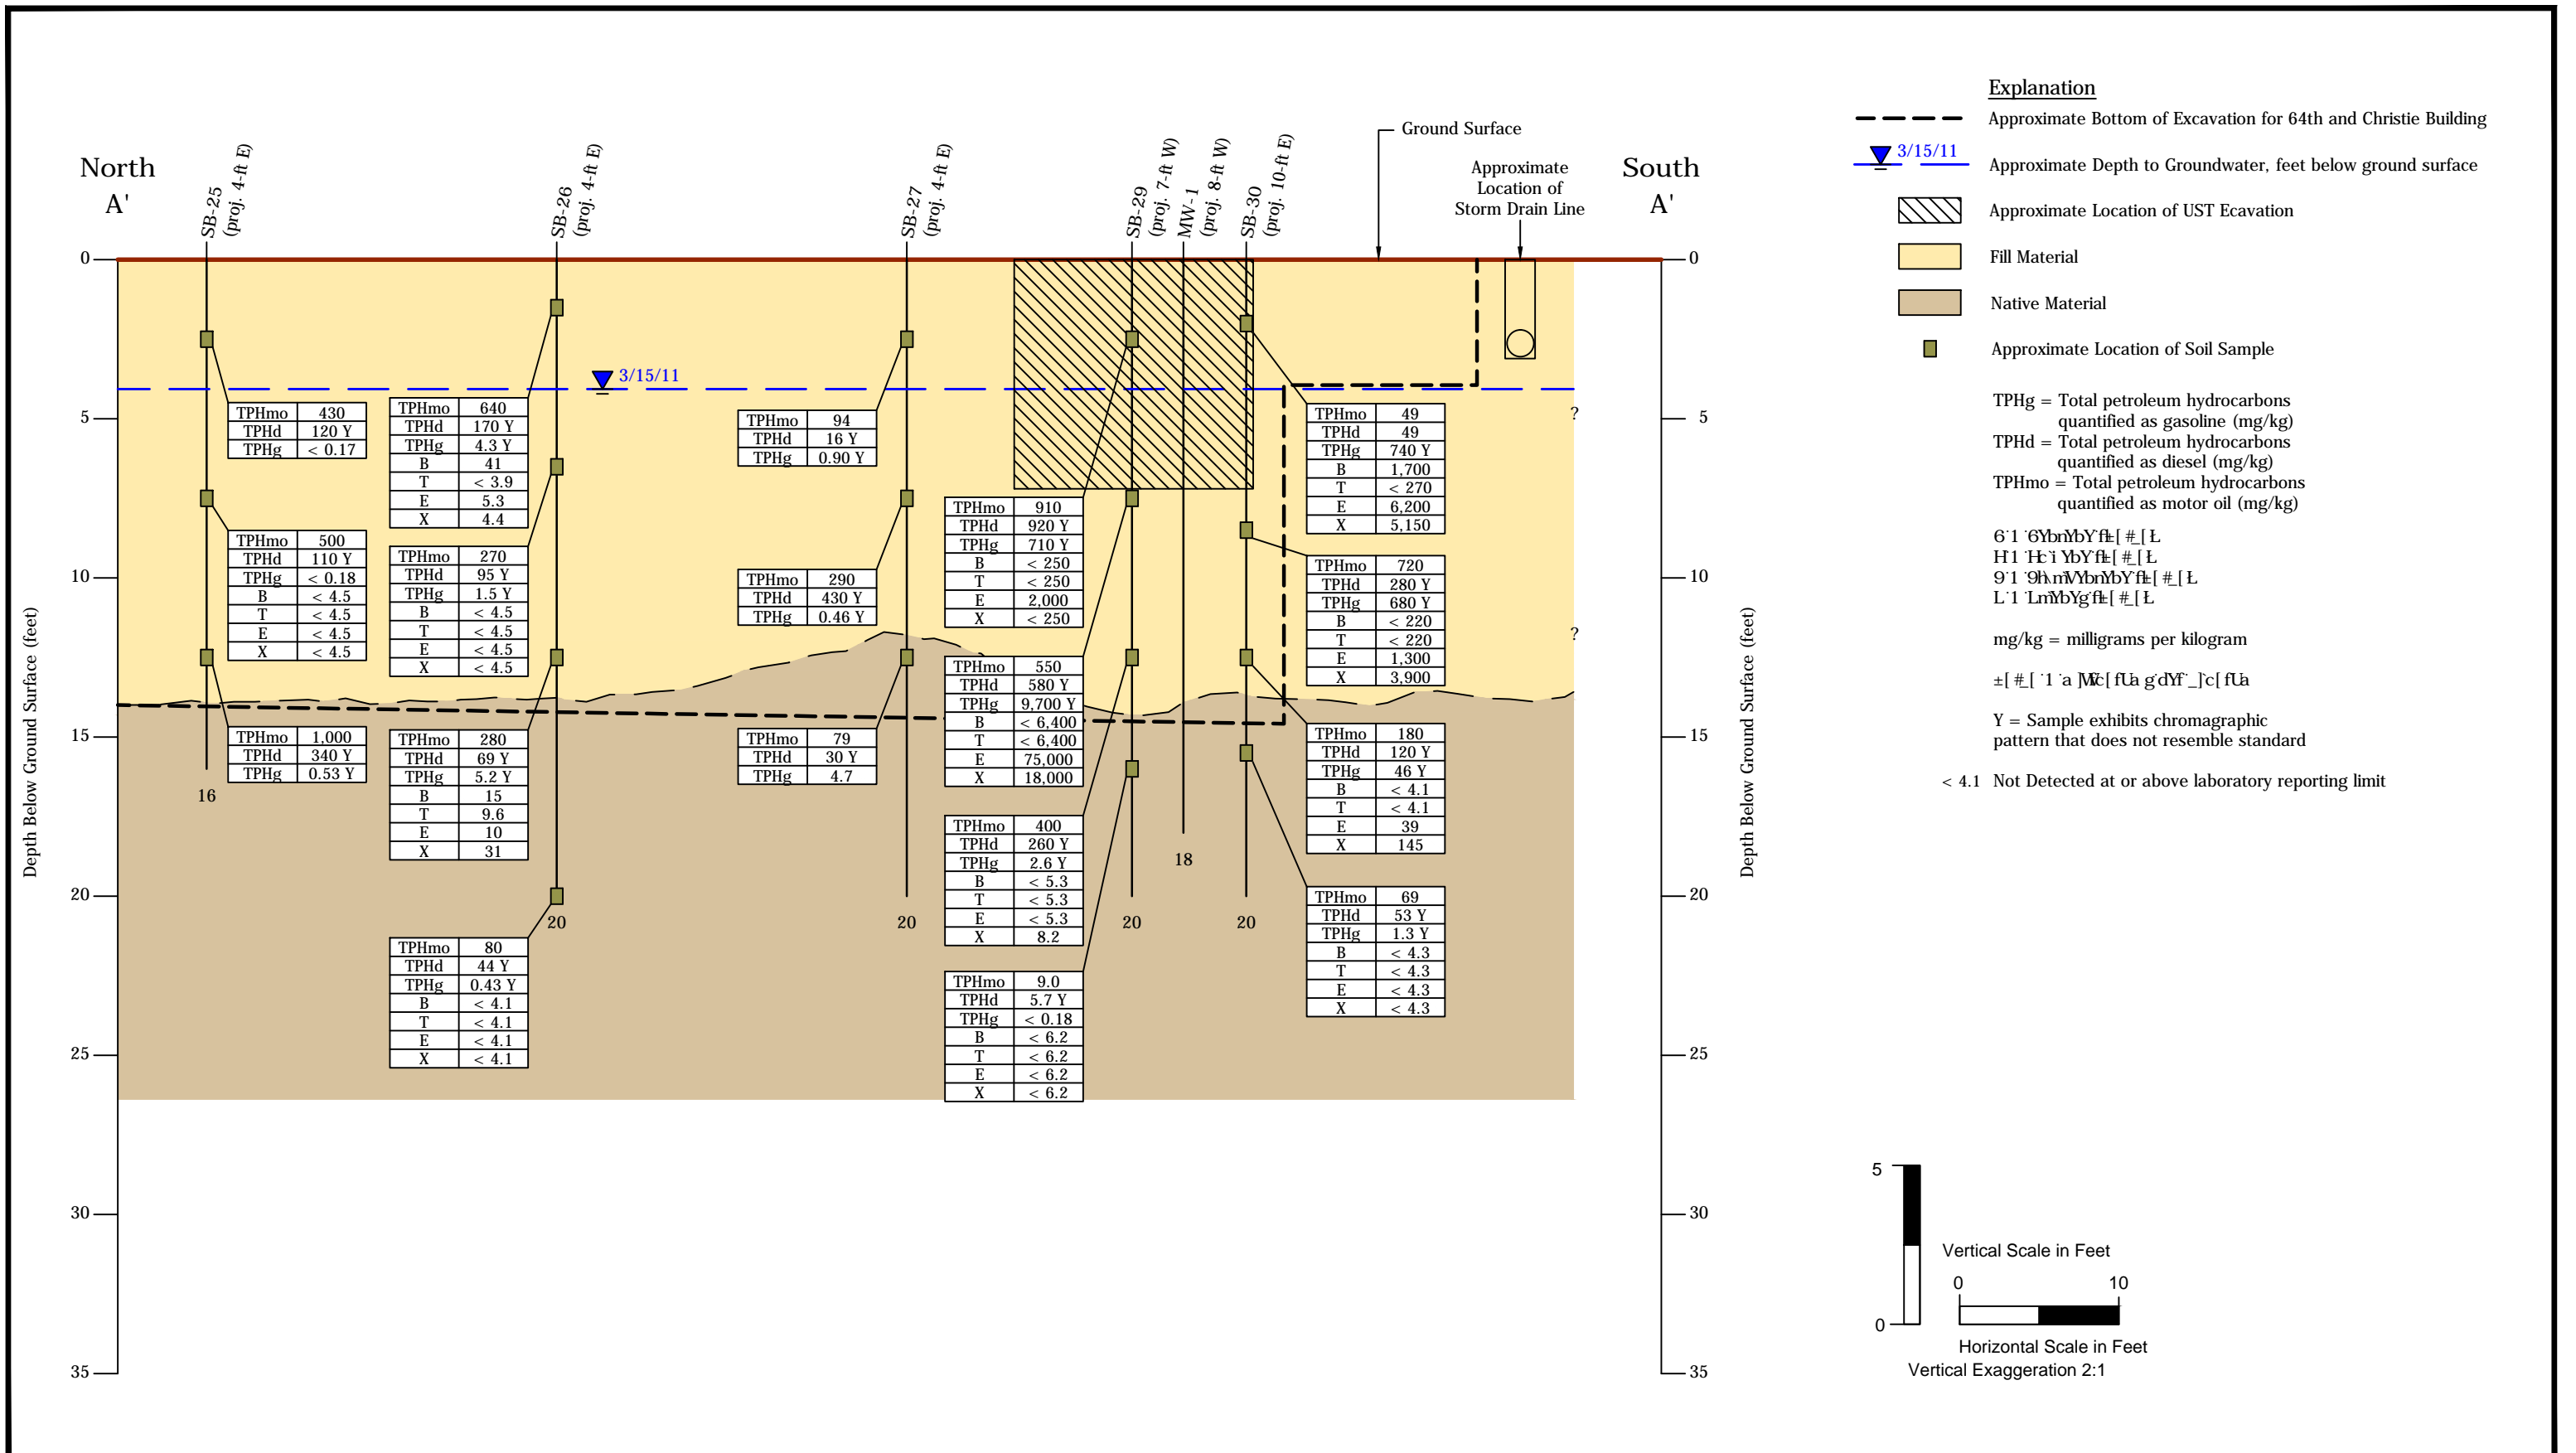 North
A'
SB-25
(proj. 4-ft E)
SB-26
(proj. 4-ft E)
SB-27
(proj. 4-ft E)
SB-29
(proj. 7-ft W)
MW-1
(proj. 8-ft W)
SB-30
(proj. 10-ft E)
Ground Surface
Approximate
Location of
Storm Drain Line
South
A'
Depth Below Ground Surface (feet)
0
5
10
15
20
25
30
35
3/15/11
TPHmo 430
TPHd 120 Y
TPHg < 0.17
TPHmo 500
TPHd 110 Y
TPHg < 0.18
B < 4.5
T < 4.5
E < 4.5
X < 4.5
TPHmo 1,000
TPHd 340 Y
TPHg 0.53 Y
16
TPHmo 640
TPHd 170 Y
TPHg 4.3 Y
B 41
T < 3.9
E 5.3
X 4.4
TPHmo 270
TPHd 95 Y
TPHg 1.5 Y
B < 4.5
T < 4.5
E < 4.5
X < 4.5
TPHmo 280
TPHd 69 Y
TPHg 5.2 Y
B 15
T 9.6
E 10
X 31
TPHmo 80
TPHd 44 Y
TPHg 0.43 Y
B < 4.1
T < 4.1
E < 4.1
X < 4.1
20
TPHmo 94
TPHd 16 Y
TPHg 0.90 Y
TPHmo 290
TPHd 430 Y
TPHg 0.46 Y
TPHmo 79
TPHd 30 Y
TPHg 4.7
20
TPHmo 910
TPHd 920 Y
TPHg 710 Y
B < 250
T < 250
E 2,000
X < 250
TPHmo 550
TPHd 580 Y
TPHg 9,700 Y
B < 6,400
T < 6,400
E 75,000
X 18,000
TPHmo 400
TPHd 260 Y
TPHg 2.6 Y
B < 5.3
T < 5.3
E < 5.3
X 8.2
TPHmo 9.0
TPHd 5.7 Y
TPHg < 0.18
B < 6.2
T < 6.2
E < 6.2
X < 6.2
20
18
20
TPHmo 49
TPHd 49
TPHg 740 Y
B 1,700
T < 270
E 6,200
X 5,150
TPHmo 720
TPHd 280 Y
TPHg 680 Y
B < 220
T < 220
E 1,300
X 3,900
TPHmo 180
TPHd 120 Y
TPHg 46 Y
B < 4.1
T < 4.1
E 39
X 145
TPHmo 69
TPHd 53 Y
TPHg 1.3 Y
B < 4.3
T < 4.3
E < 4.3
X < 4.3
?
?
0
5
10
15
20
25
30
35
Depth Below Ground Surface (feet)
Explanation
Approximate Bottom of Excavation for 64th and Christie Building
3/15/11
Approximate Depth to Groundwater, feet below ground surface
Approximate Location of UST Ecavation
Fill Material
Native Material
Approximate Location of Soil Sample
TPHg = Total petroleum hydrocarbons
quantified as gasoline (mg/kg)
TPHd = Total petroleum hydrocarbons
quantified as diesel (mg/kg)
TPHmo = Total petroleum hydrocarbons
quantified as motor oil (mg/kg)
mg/kg = milligrams per kilogram
Y = Sample exhibits chromagraphic
pattern that does not resemble standard
< 4.1 Not Detected at or above laboratory reporting limit
5
0
Vertical Scale in Feet
0 10
Horizontal Scale in Feet
Vertical Exaggeration 2:1